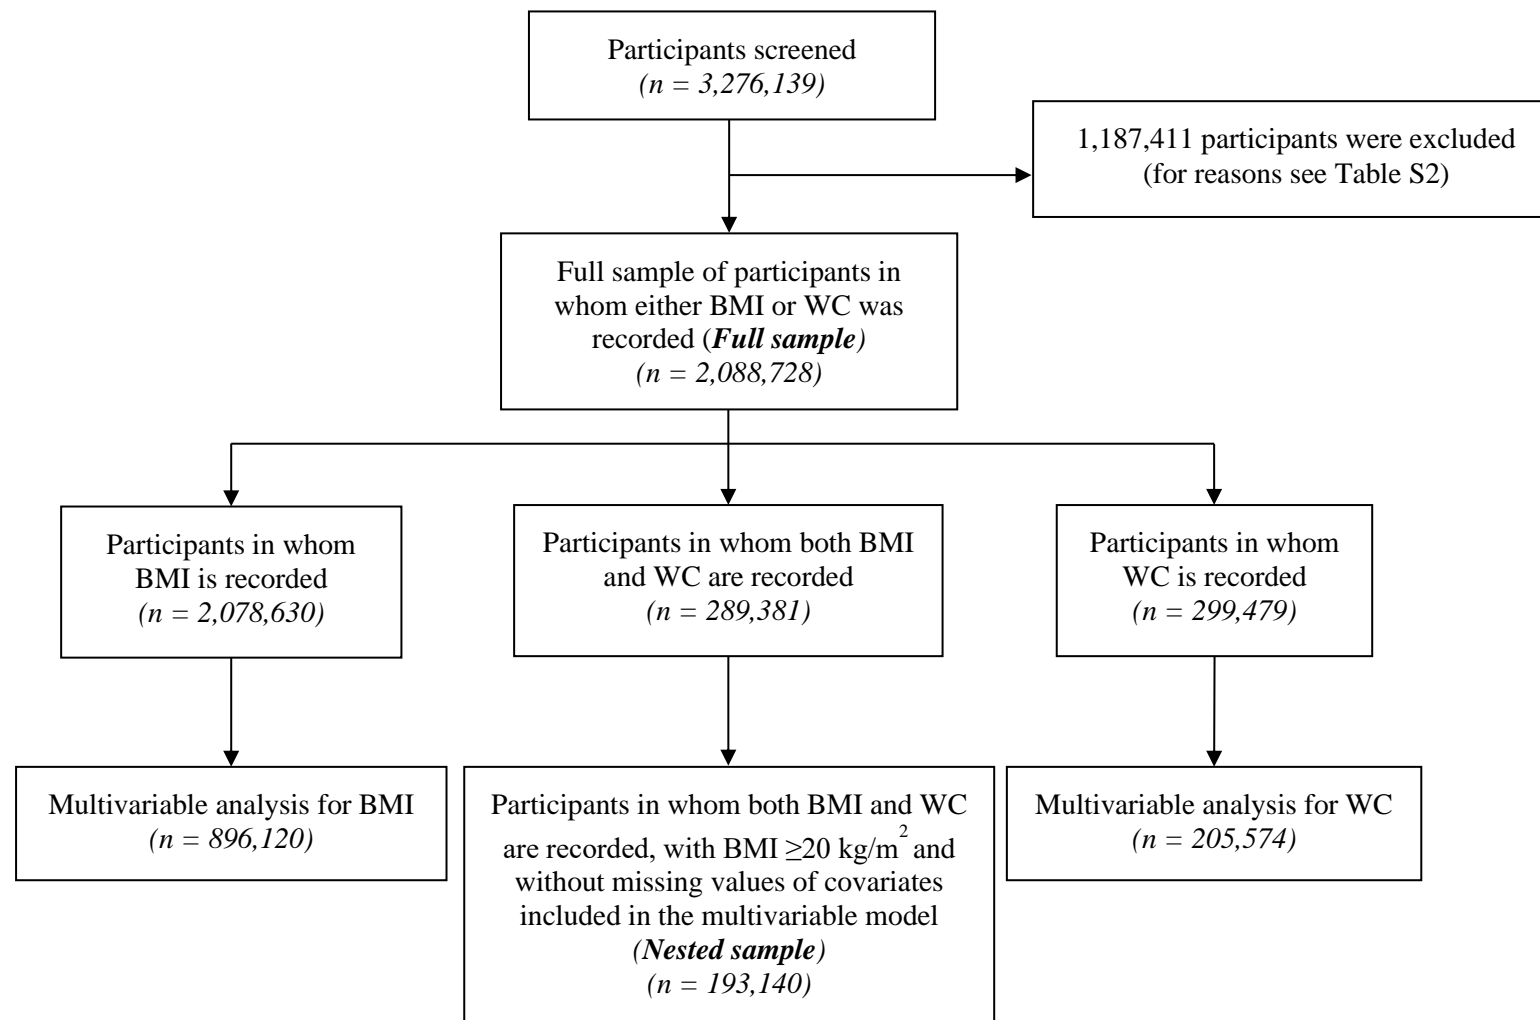 Participants screened
(n = 3,276,139)
1,187,411 participants were excluded
(for reasons see Table S2)
Full sample of participants in
whom either BMI or WC was
recorded (Full sample)
(n = 2,088,728)
Participants in whom
BMI is recorded
(n = 2,078,630)
Participants in whom both BMI
and WC are recorded
(n = 289,381)
Participants in whom
WC is recorded
(n = 299,479)
Multivariable analysis for BMI
(n = 896,120)
Participants in whom both BMI and WC
are recorded, with BMI ≥20 kg/m²  and
without missing values of covariates
included in the multivariable model
(Nested sample)
(n = 193,140)
Multivariable analysis for WC
(n = 205,574)